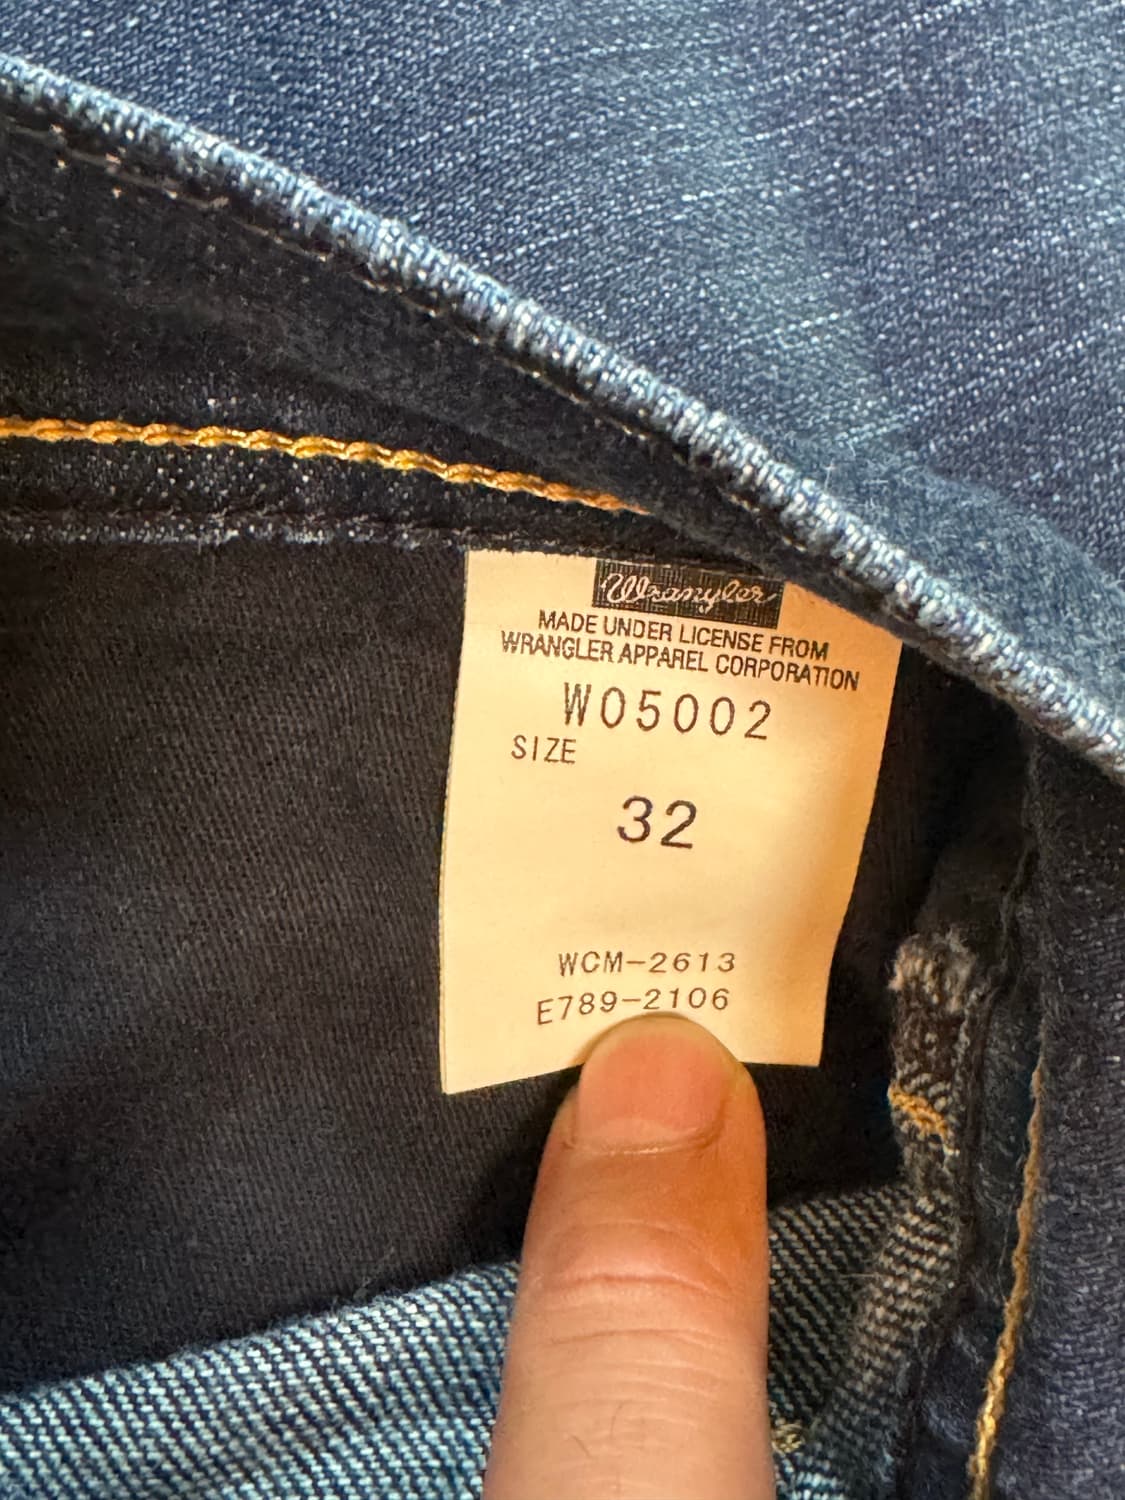 Wrangler
MADE UNDER LICENSE FROM
WRANGLER APPAREL CORPORATION
W05002
SIZE
32
WCM-2613
E789-2106